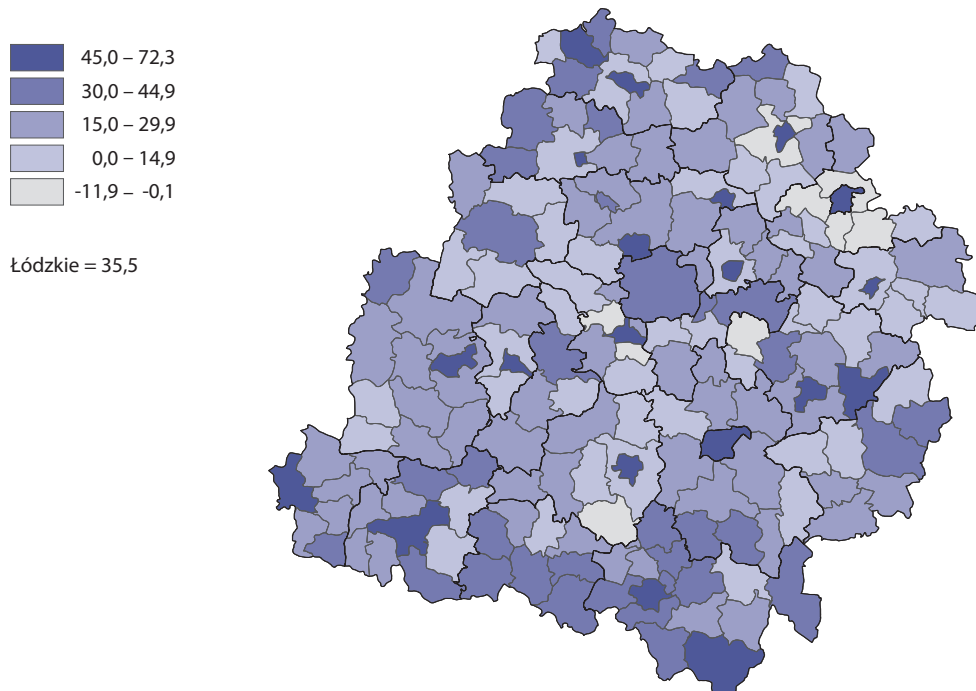 45,0 – 72,3
30,0 – 44,9
15,0 – 29,9
0,0 – 14,9
-11,9 – -0,1
Łódzkie = 35,5